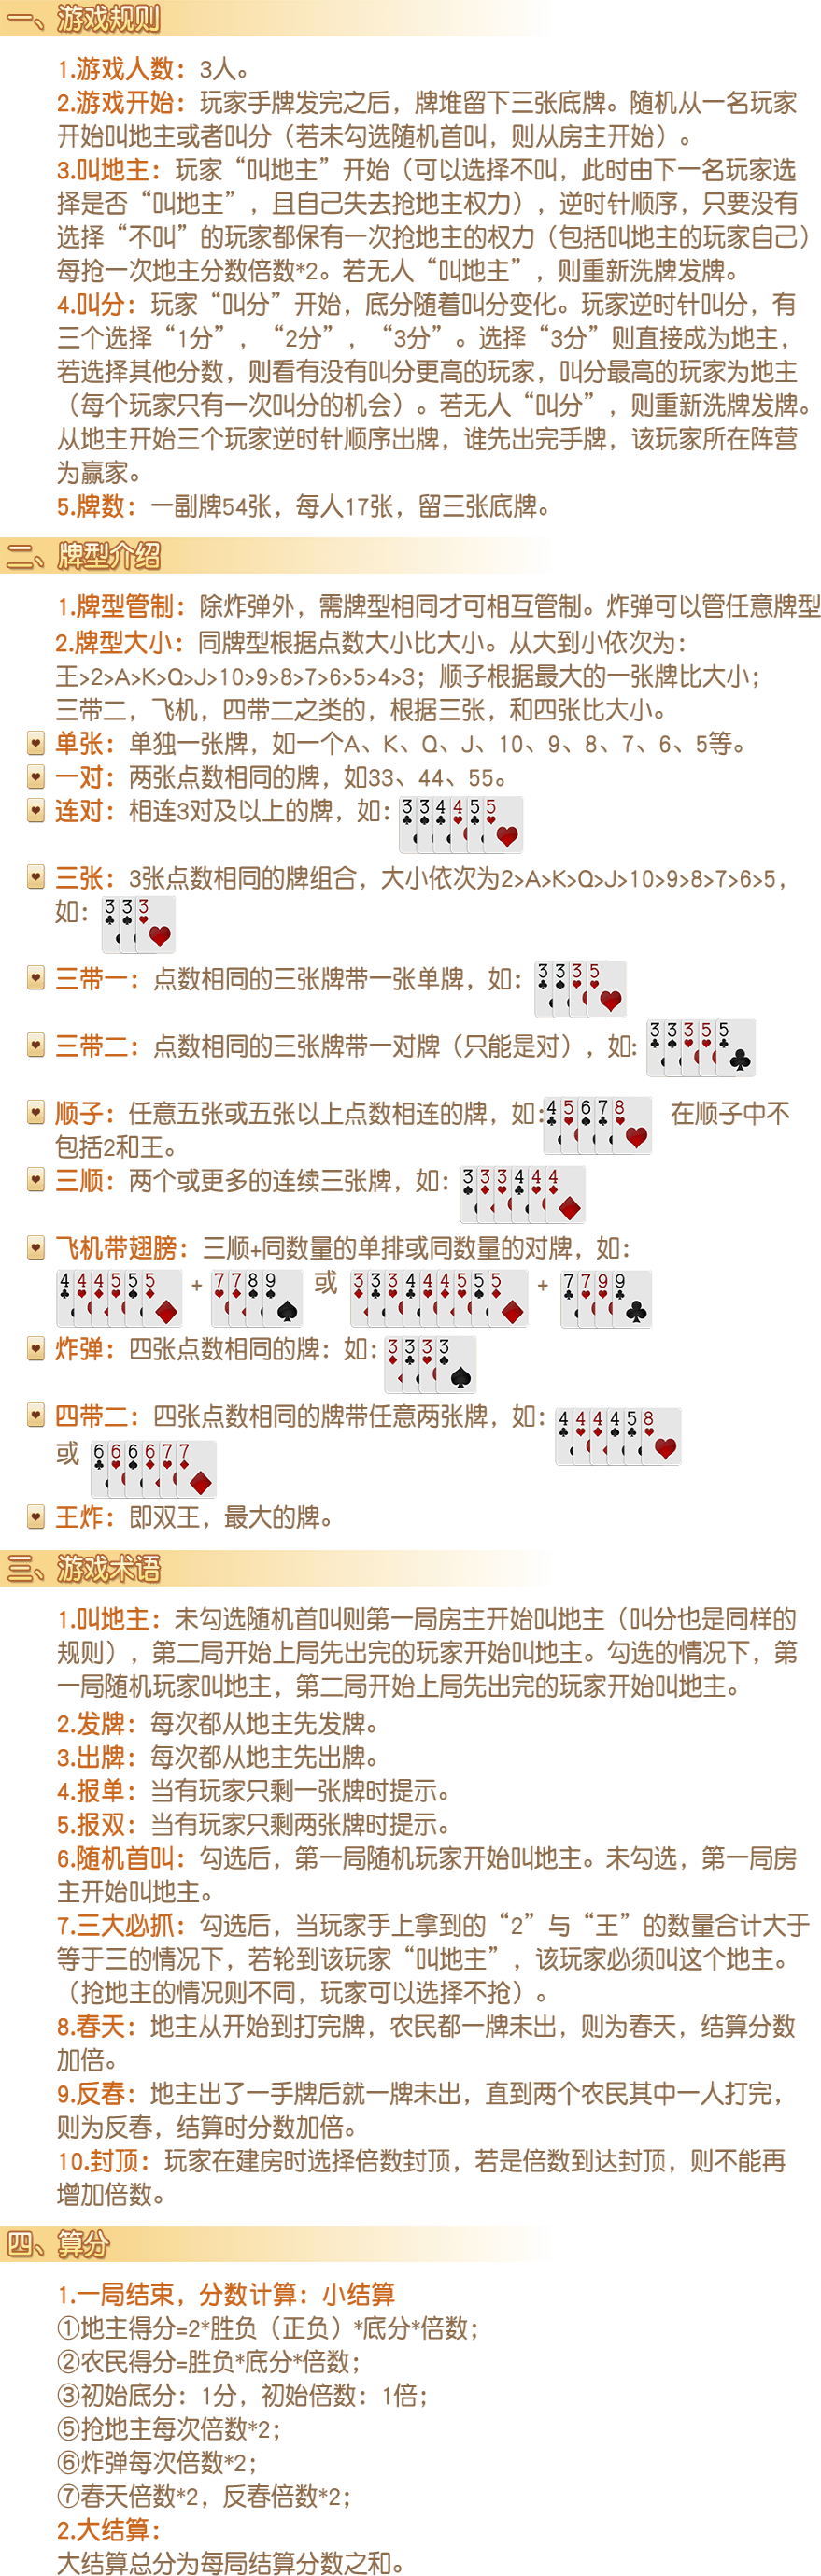 一、游戏规则
1.游戏人数：3人。
2.游戏开始：玩家手牌发完之后，牌堆留下三张底牌。随机从一名玩家
开始叫地主或者叫分（若未勾选随机首叫，则从房主开始）。
3.叫地主：玩家“叫地主”开始（可以选择不叫，此时由下一名玩家选
择是否“叫地主”，且自己失去抢地主权力），逆时针顺序，只要没有
选择“不叫”的玩家都保有一次抢地主的权力（包括叫地主的玩家自己）
每抢一次地主分数倍数*2。若无人“叫地主”，则重新洗牌发牌。
4.叫分：玩家“叫分”开始，底分随着叫分变化。玩家逆时针叫分，有
三个选择“1分”，“2分”，“3分”。选择“3分”则直接成为地主，
若选择其他分数，则看有没有叫分更高的玩家，叫分最高的玩家为地主
（每个玩家只有一次叫分的机会）。若无人“叫分”，则重新洗牌发牌。
从地主开始三个玩家逆时针顺序出牌，谁先出完手牌，该玩家所在阵营
为赢家。
5.牌数：一副牌54张，每人17张，留三张底牌。
二、牌型介绍
1.牌型管制：除炸弹外，需牌型相同才可相互管制。炸弹可以管任意牌型
2.牌型大小：同牌型根据点数大小比大小。从大到小依次为：
王>2>A>K>Q>J>10>9>8>7>6>5>4>3；顺子根据最大的一张牌比大小；
三带二，飞机，四带二之类的，根据三张，和四张比大小。
单张：单独一张牌，如一个A、K、Q、J、10、9、8、7、6、5等。
一对：两张点数相同的牌，如33、44、55。
连对：相连3对及以上的牌，如：3 3 4 4 5 5
三张：3张点数相同的牌组合，大小依次为2>A>K>Q>J>10>9>8>7>6>5，
如：3 3 3
三带一：点数相同的三张牌带一张单牌，如：3 3 3 5
三带二：点数相同的三张牌带一对牌（只能是对），如：3 3 3 5 5
顺子：任意五张或五张以上点数相连的牌，如：4 5 6 7 8 在顺子中不
包括2和王。
三顺：两个或更多的连续三张牌，如：3 3 3 4 4 4
飞机带翅膀：三顺+同数量的单排或同数量的对牌，如：
4 4 4 5 5 5 + 7 7 8 9 或 3 3 3 4 4 4 5 5 5 + 7 7 9 9
炸弹：四张点数相同的牌：如：3 3 3 3
四带二：四张点数相同的牌带任意两张牌，如：4 4 4 4 5 8
或 6 6 6 6 7 7
王炸：即双王，最大的牌。
三、游戏术语
1.叫地主：未勾选随机首叫则第一局房主开始叫地主（叫分也是同样的
规则），第二局开始上局先出完的玩家开始叫地主。勾选的情况下，第
一局随机玩家叫地主，第二局开始上局先出完的玩家开始叫地主。
2.发牌：每次都从地主先发牌。
3.出牌：每次都从地主先出牌。
4.报单：当有玩家只剩一张牌时提示。
5.报双：当有玩家只剩两张牌时提示。
6.随机首叫：勾选后，第一局随机玩家开始叫地主。未勾选，第一局房
主开始叫地主。
7.三大必抓：勾选后，当玩家手上拿到的“2”与“王”的数量合计大于
等于三的情况下，若轮到该玩家“叫地主”，该玩家必须叫这个地主。
（抢地主的情况则不同，玩家可以选择不抢）。
8.春天：地主从开始到打完牌，农民都一牌未出，则为春天，结算分数
加倍。
9.反春：地主出了一手牌后就一牌未出，直到两个农民其中一人打完，
则为反春，结算时分数加倍。
10.封顶：玩家在建房时选择倍数封顶，若是倍数到达封顶，则不能再
增加倍数。
四、算分
1.一局结束，分数计算：小结算
①地主得分=2*胜负（正负）*底分*倍数；
②农民得分=胜负*底分*倍数；
③初始底分：1分，初始倍数：1倍；
⑤抢地主每次倍数*2；
⑥炸弹每次倍数*2；
⑦春天倍数*2，反春倍数*2；
2.大结算：
大结算总分为每局结算分数之和。